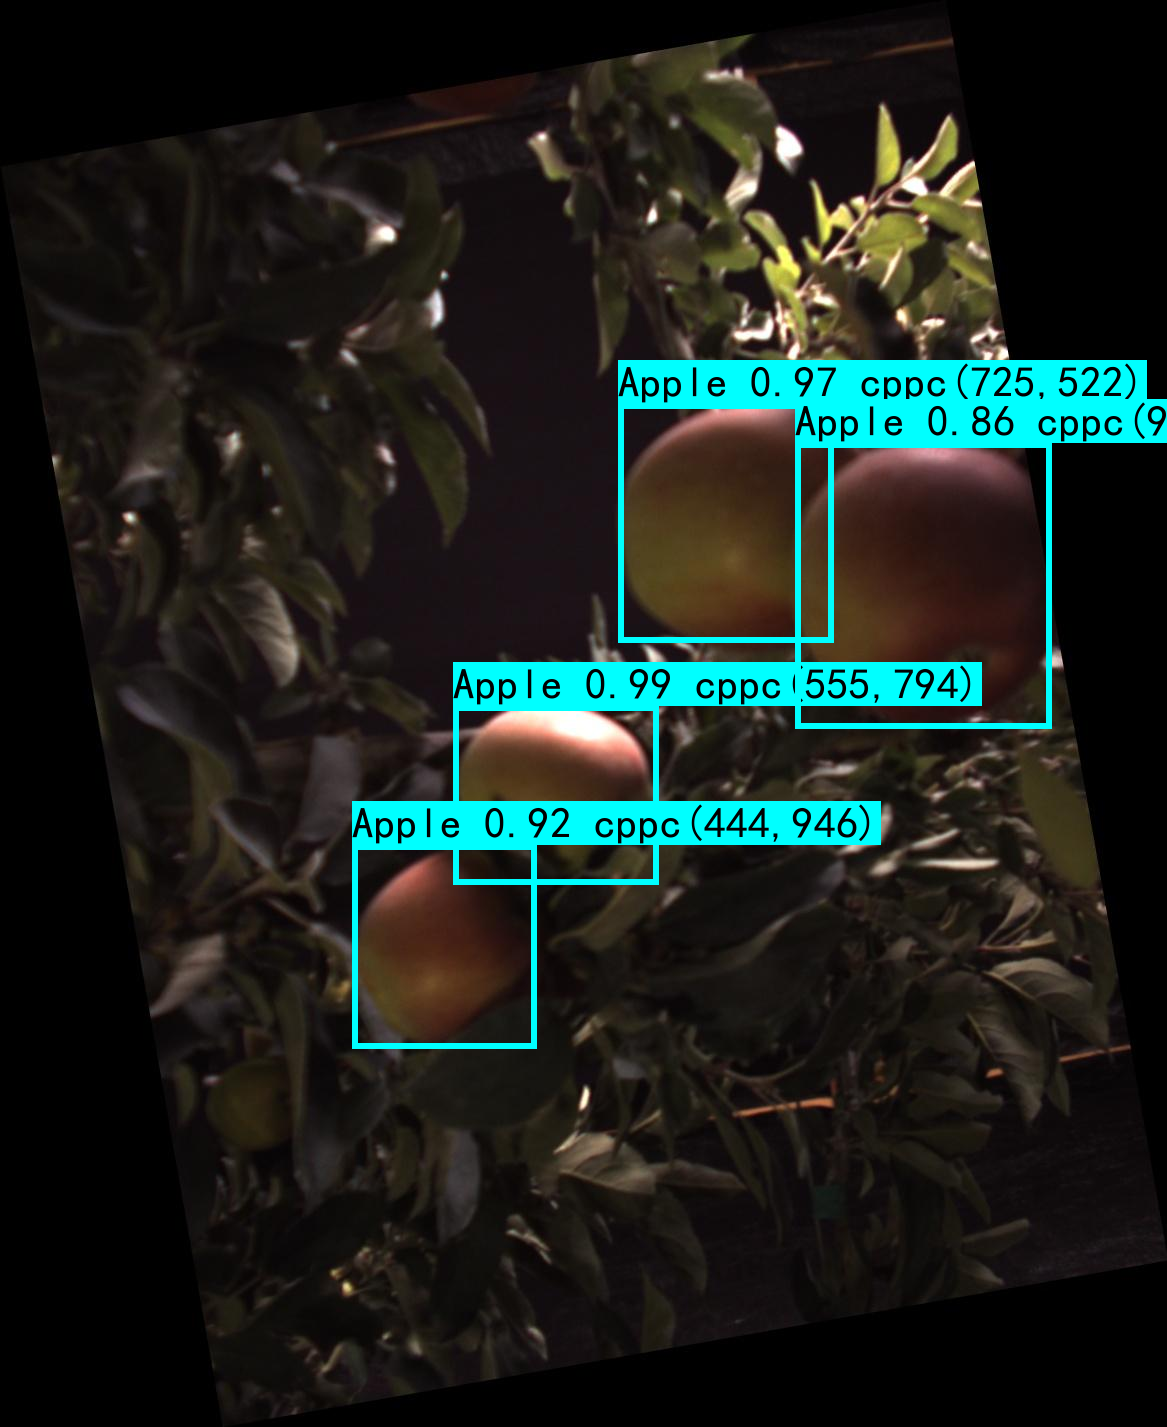 Apple 0.97 cppc(725,522)
Apple 0.86 cppc(9
Apple 0.99 cppc(555,794)
Apple 0.92 cppc(444,946)